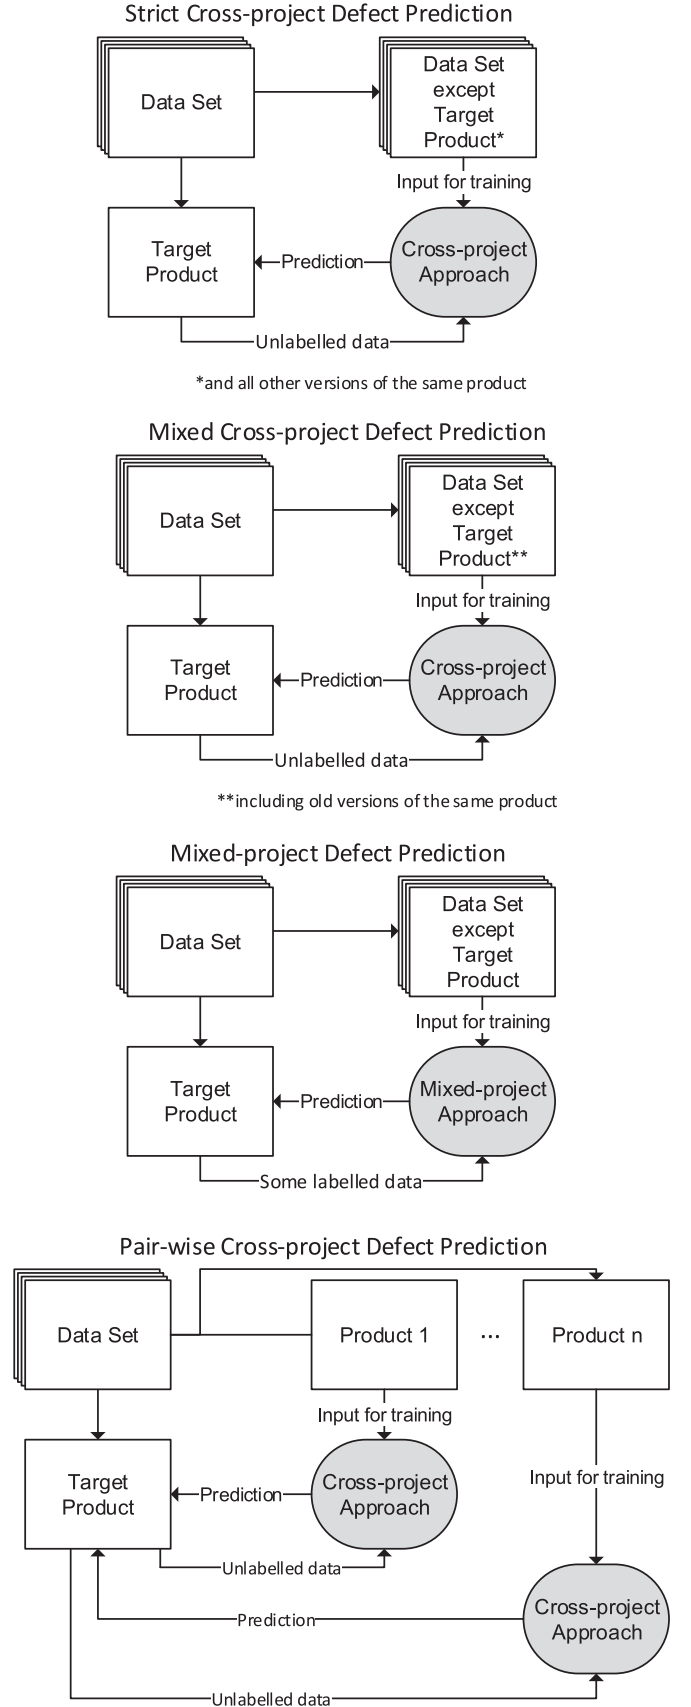 Strict Cross-project Defect Prediction
Data Set
Data Set
except
Target
Product*
Input for training
Target
Product
Prediction
Cross-project
Approach
Unlabelled data
*and all other versions of the same product
Mixed Cross-project Defect Prediction
Data Set
Data Set
except
Target
Product**
Input for training
Target
Product
Prediction
Cross-project
Approach
Unlabelled data
**including old versions of the same product
Mixed-project Defect Prediction
Data Set
Data Set
except
Target
Product
Input for training
Target
Product
Prediction
Mixed-project
Approach
Some labelled data
Pair-wise Cross-project Defect Prediction
Data Set
Product 1
...
Product n
Input for training
Target
Product
Prediction
Cross-project
Approach
Input for training
Unlabelled data
Prediction
Cross-project
Approach
Unlabelled data